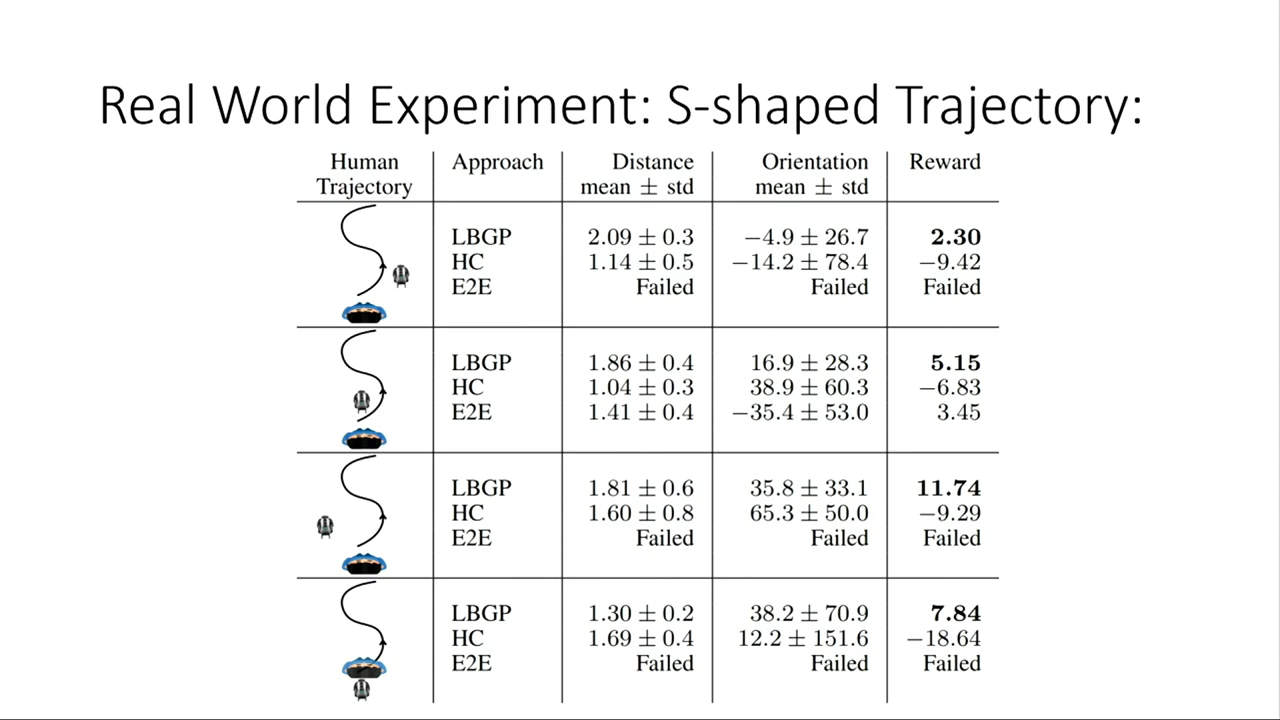 Real World Experiment: S-shaped Trajectory:
Human Trajectory | Approach | Distance mean ± std | Orientation mean ± std | Reward
LBGP 2.09 ± 0.3 −4.9 ± 26.7 2.30
HC 1.14 ± 0.5 −14.2 ± 78.4 −9.42
E2E Failed Failed Failed
LBGP 1.86 ± 0.4 16.9 ± 28.3 5.15
HC 1.04 ± 0.3 38.9 ± 60.3 −6.83
E2E 1.41 ± 0.4 −35.4 ± 53.0 3.45
LBGP 1.81 ± 0.6 35.8 ± 33.1 11.74
HC 1.60 ± 0.8 65.3 ± 50.0 −9.29
E2E Failed Failed Failed
LBGP 1.30 ± 0.2 38.2 ± 70.9 7.84
HC 1.69 ± 0.4 12.2 ± 151.6 −18.64
E2E Failed Failed Failed